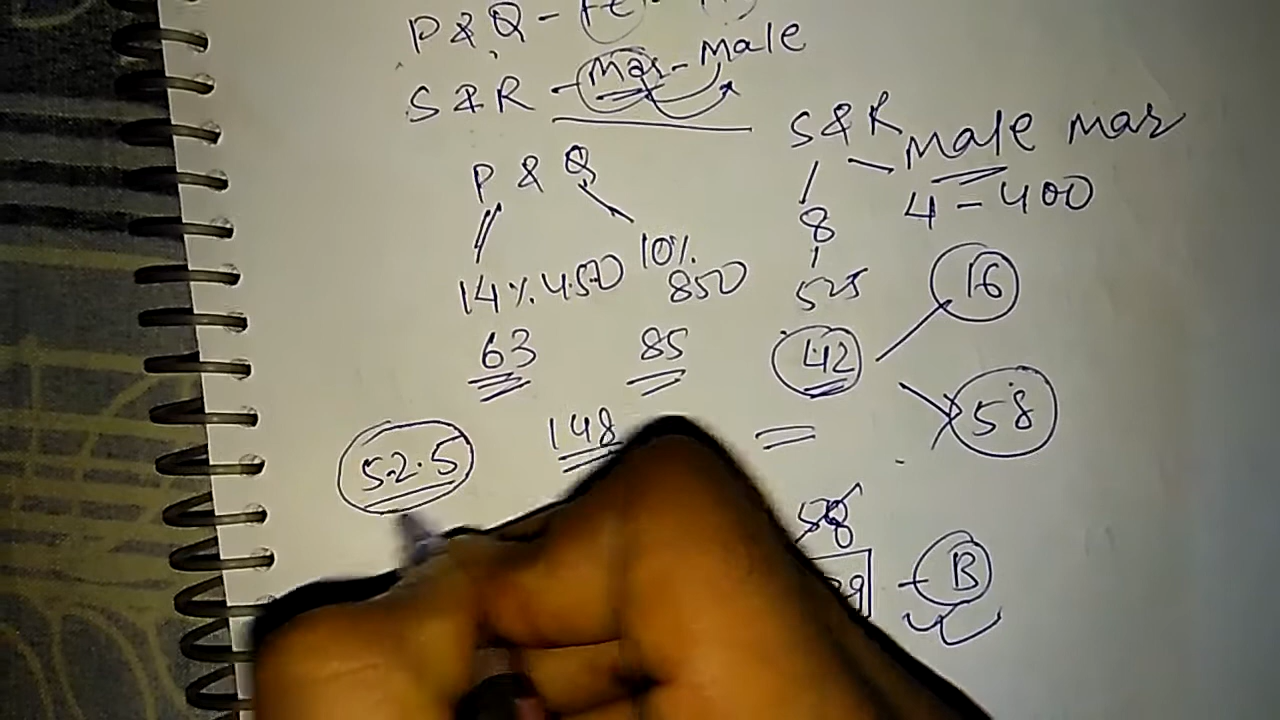 P & Q -
S & R - Mar - Male
S & R Male Mar
P & Q
8
4 - 400
14% 450
10%
850
525
16
63
85
42
58
148
52.5
58
B